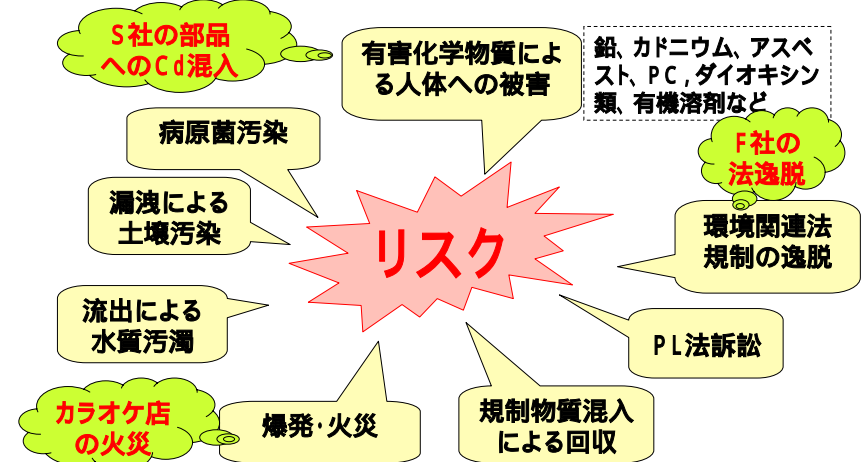 S社の部品
へのCd混入
有害化学物質によ
る人体への被害
鉛、カドニウム、アスベ
スト、PC,ダイオキシン
類、有機溶剤など
病原菌汚染
F社の
法逸脱
漏洩による
土壌汚染
リスク
環境関連法
規制の逸脱
流出による
水質汚濁
PL法訴訟
カラオケ店
の火災
爆発・火災
規制物質混入
による回収